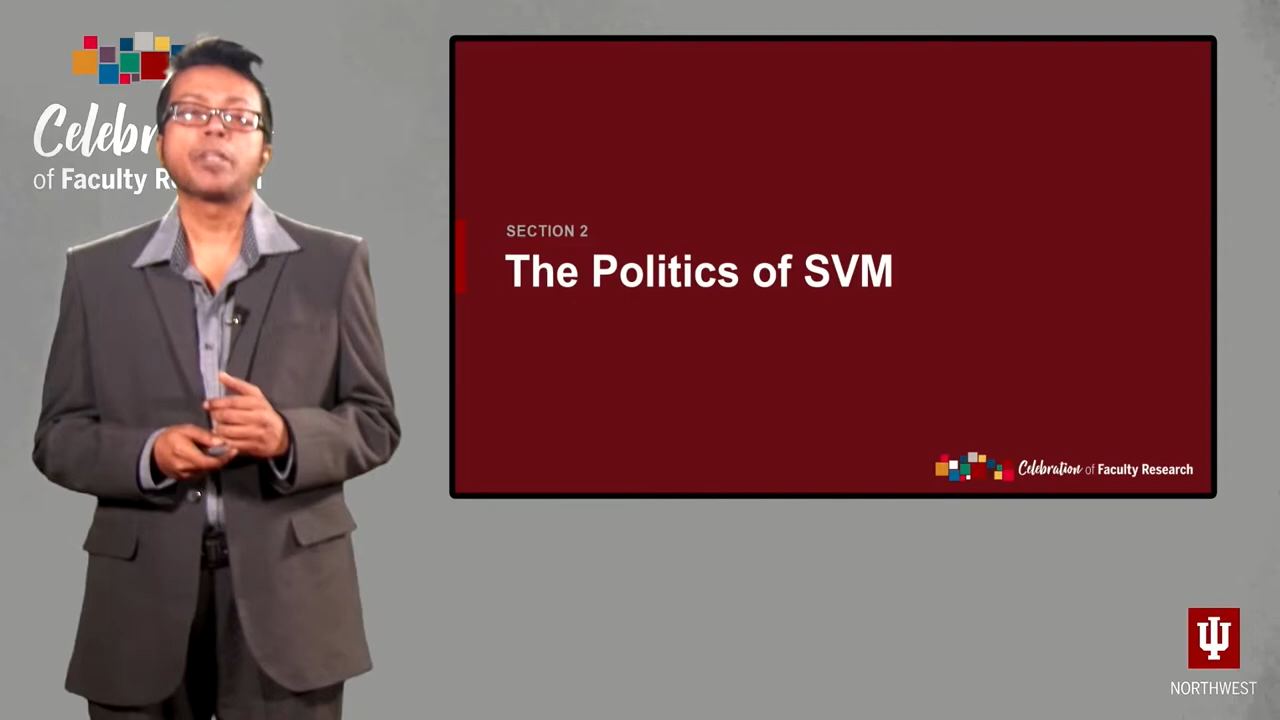 Celebr
of Faculty R
SECTION 2
The Politics of SVM
Celebration of Faculty Research
NORTHWEST